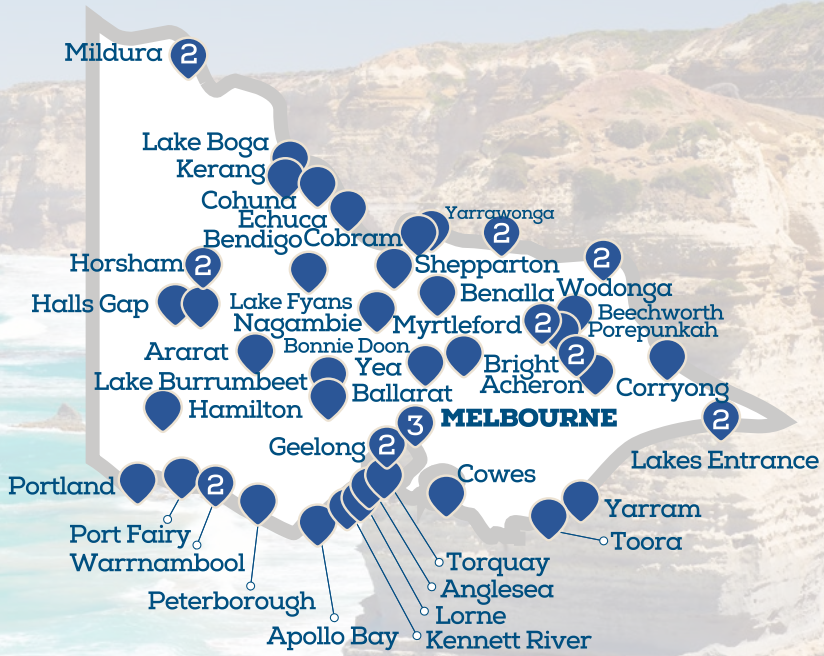 Mildura 2
Lake Boga
Kerang
Cohuna
Echuca
Yarrawonga
Bendigo Cobram
2
Horsham 2
Shepparton
2
Halls Gap
Lake Fyans
Benalla
Wodonga
Nagambie
Myrtleford 2
Beechworth
Porepunkah
Ararat
Bonnie Doon
Yea
Bright 2
Lake Burrumbeet
Ballarat
Acheron
Corryong
Hamilton
3 MELBOURNE
2
Geelong 2
Lakes Entrance
Portland
2
Cowes
Port Fairy
Yarram
Warrnambool
Toora
Peterborough
Torquay
Anglesea
Lorne
Apollo Bay
Kennett River